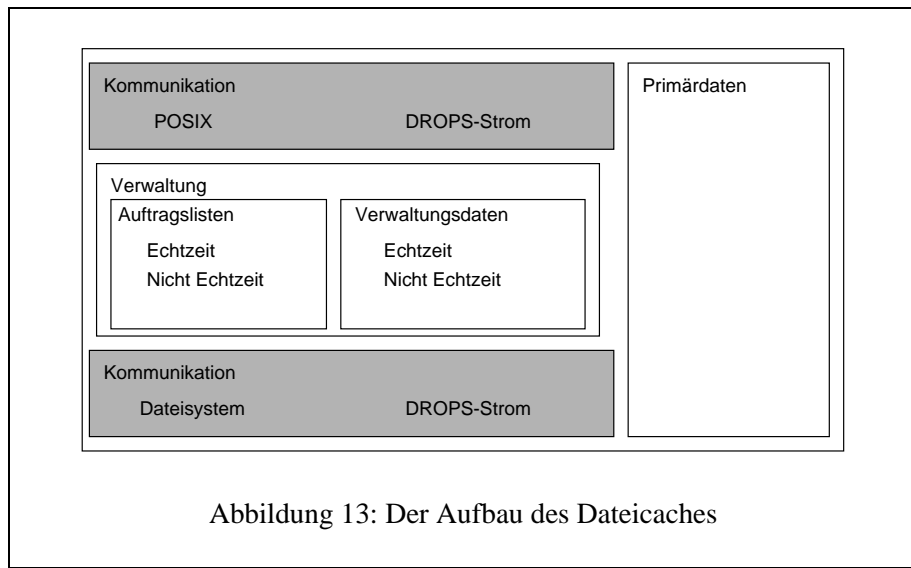 Kommunikation
POSIX DROPS-Strom
Primärdaten
Verwaltung
Auftragslisten
Echtzeit
Nicht Echtzeit
Verwaltungsdaten
Echtzeit
Nicht Echtzeit
Kommunikation
Dateisystem DROPS-Strom
Abbildung 13: Der Aufbau des Dateicaches